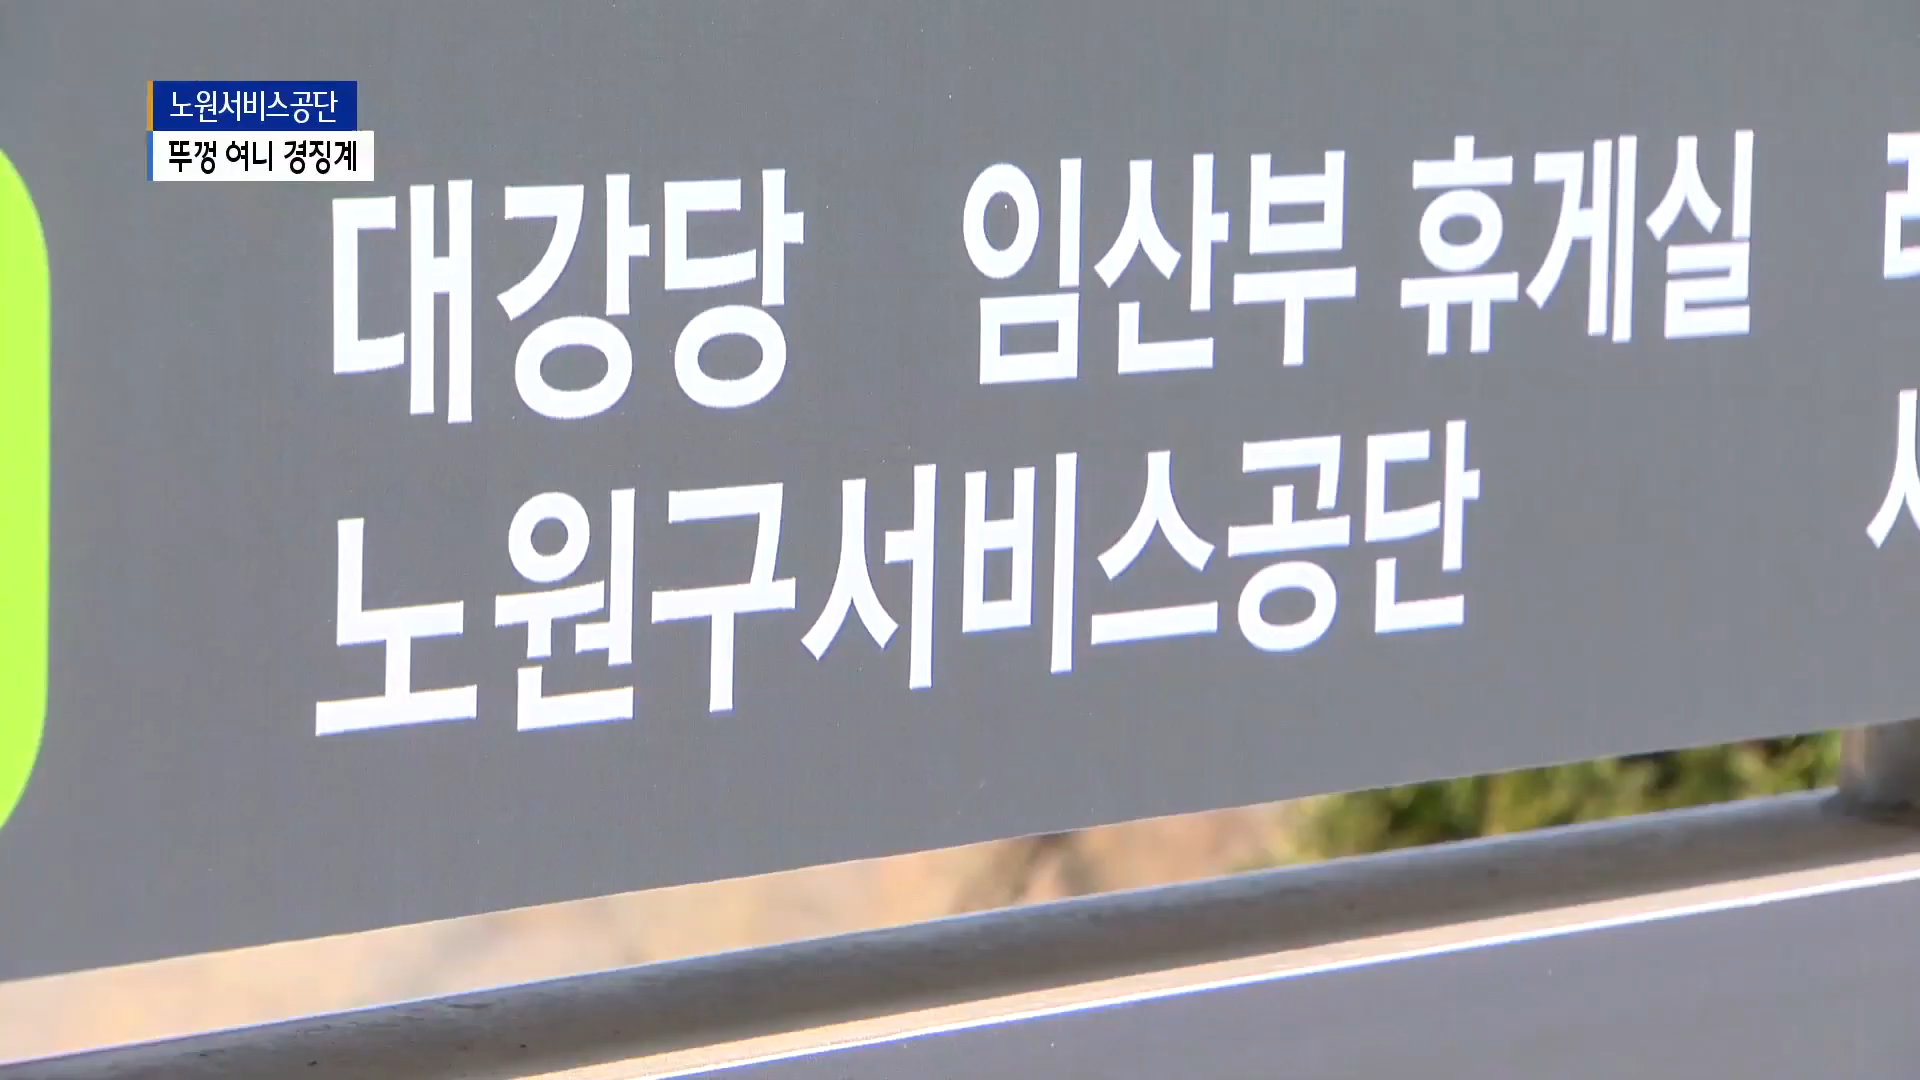 노원서비스공단
뚜껑 여니 경징계
대강당 임산부 휴게실
노원구서비스공단